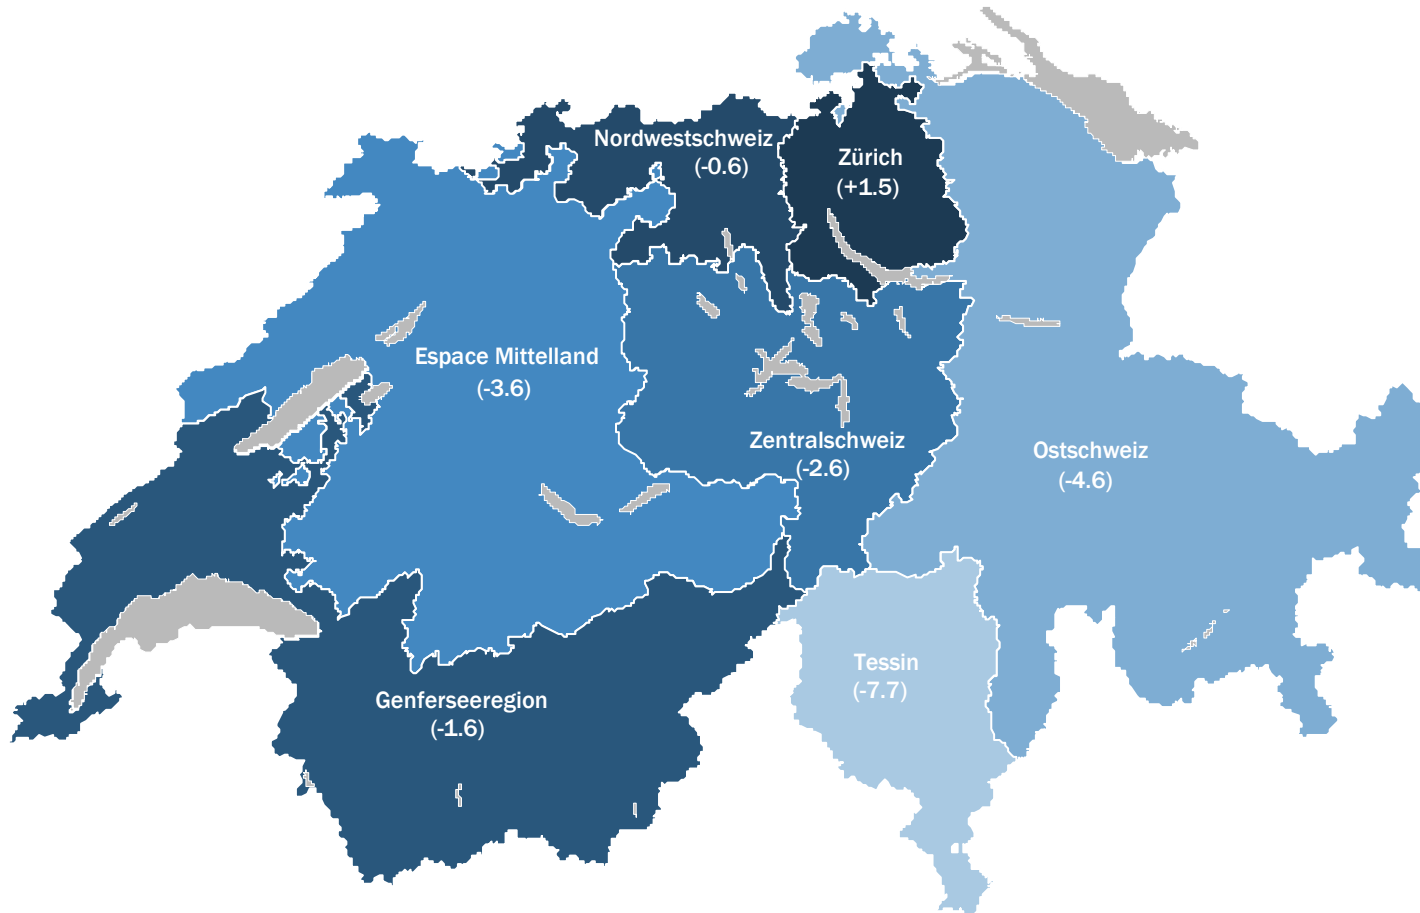 Nordwestschweiz
(-0.6)
Zürich
(+1.5)
Espace Mittelland
(-3.6)
Zentralschweiz
(-2.6)
Ostschweiz
(-4.6)
Tessin
(-7.7)
Genferseeregion
(-1.6)